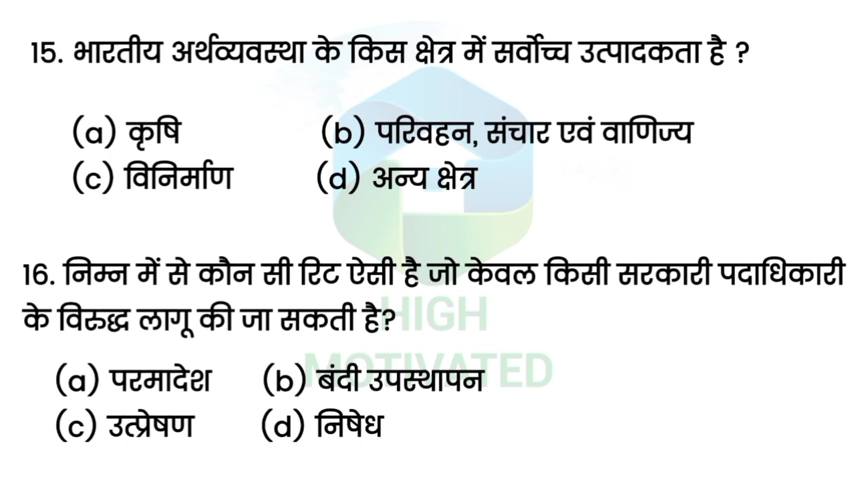 15. भारतीय अर्थव्यवस्था के किस क्षेत्र में सर्वोच्च उत्पादकता है ?
(a) कृषि (b) परिवहन, संचार एवं वाणिज्य
(c) विनिर्माण (d) अन्य क्षेत्र
16. निम्न में से कौन सी रिट ऐसी है जो केवल किसी सरकारी पदाधिकारी
के विरुद्ध लागू की जा सकती है?
HIGH
MOTIVATED
(a) परमादेश (b) बंदी उपस्थापन
(c) उत्प्रेषण (d) निषेध